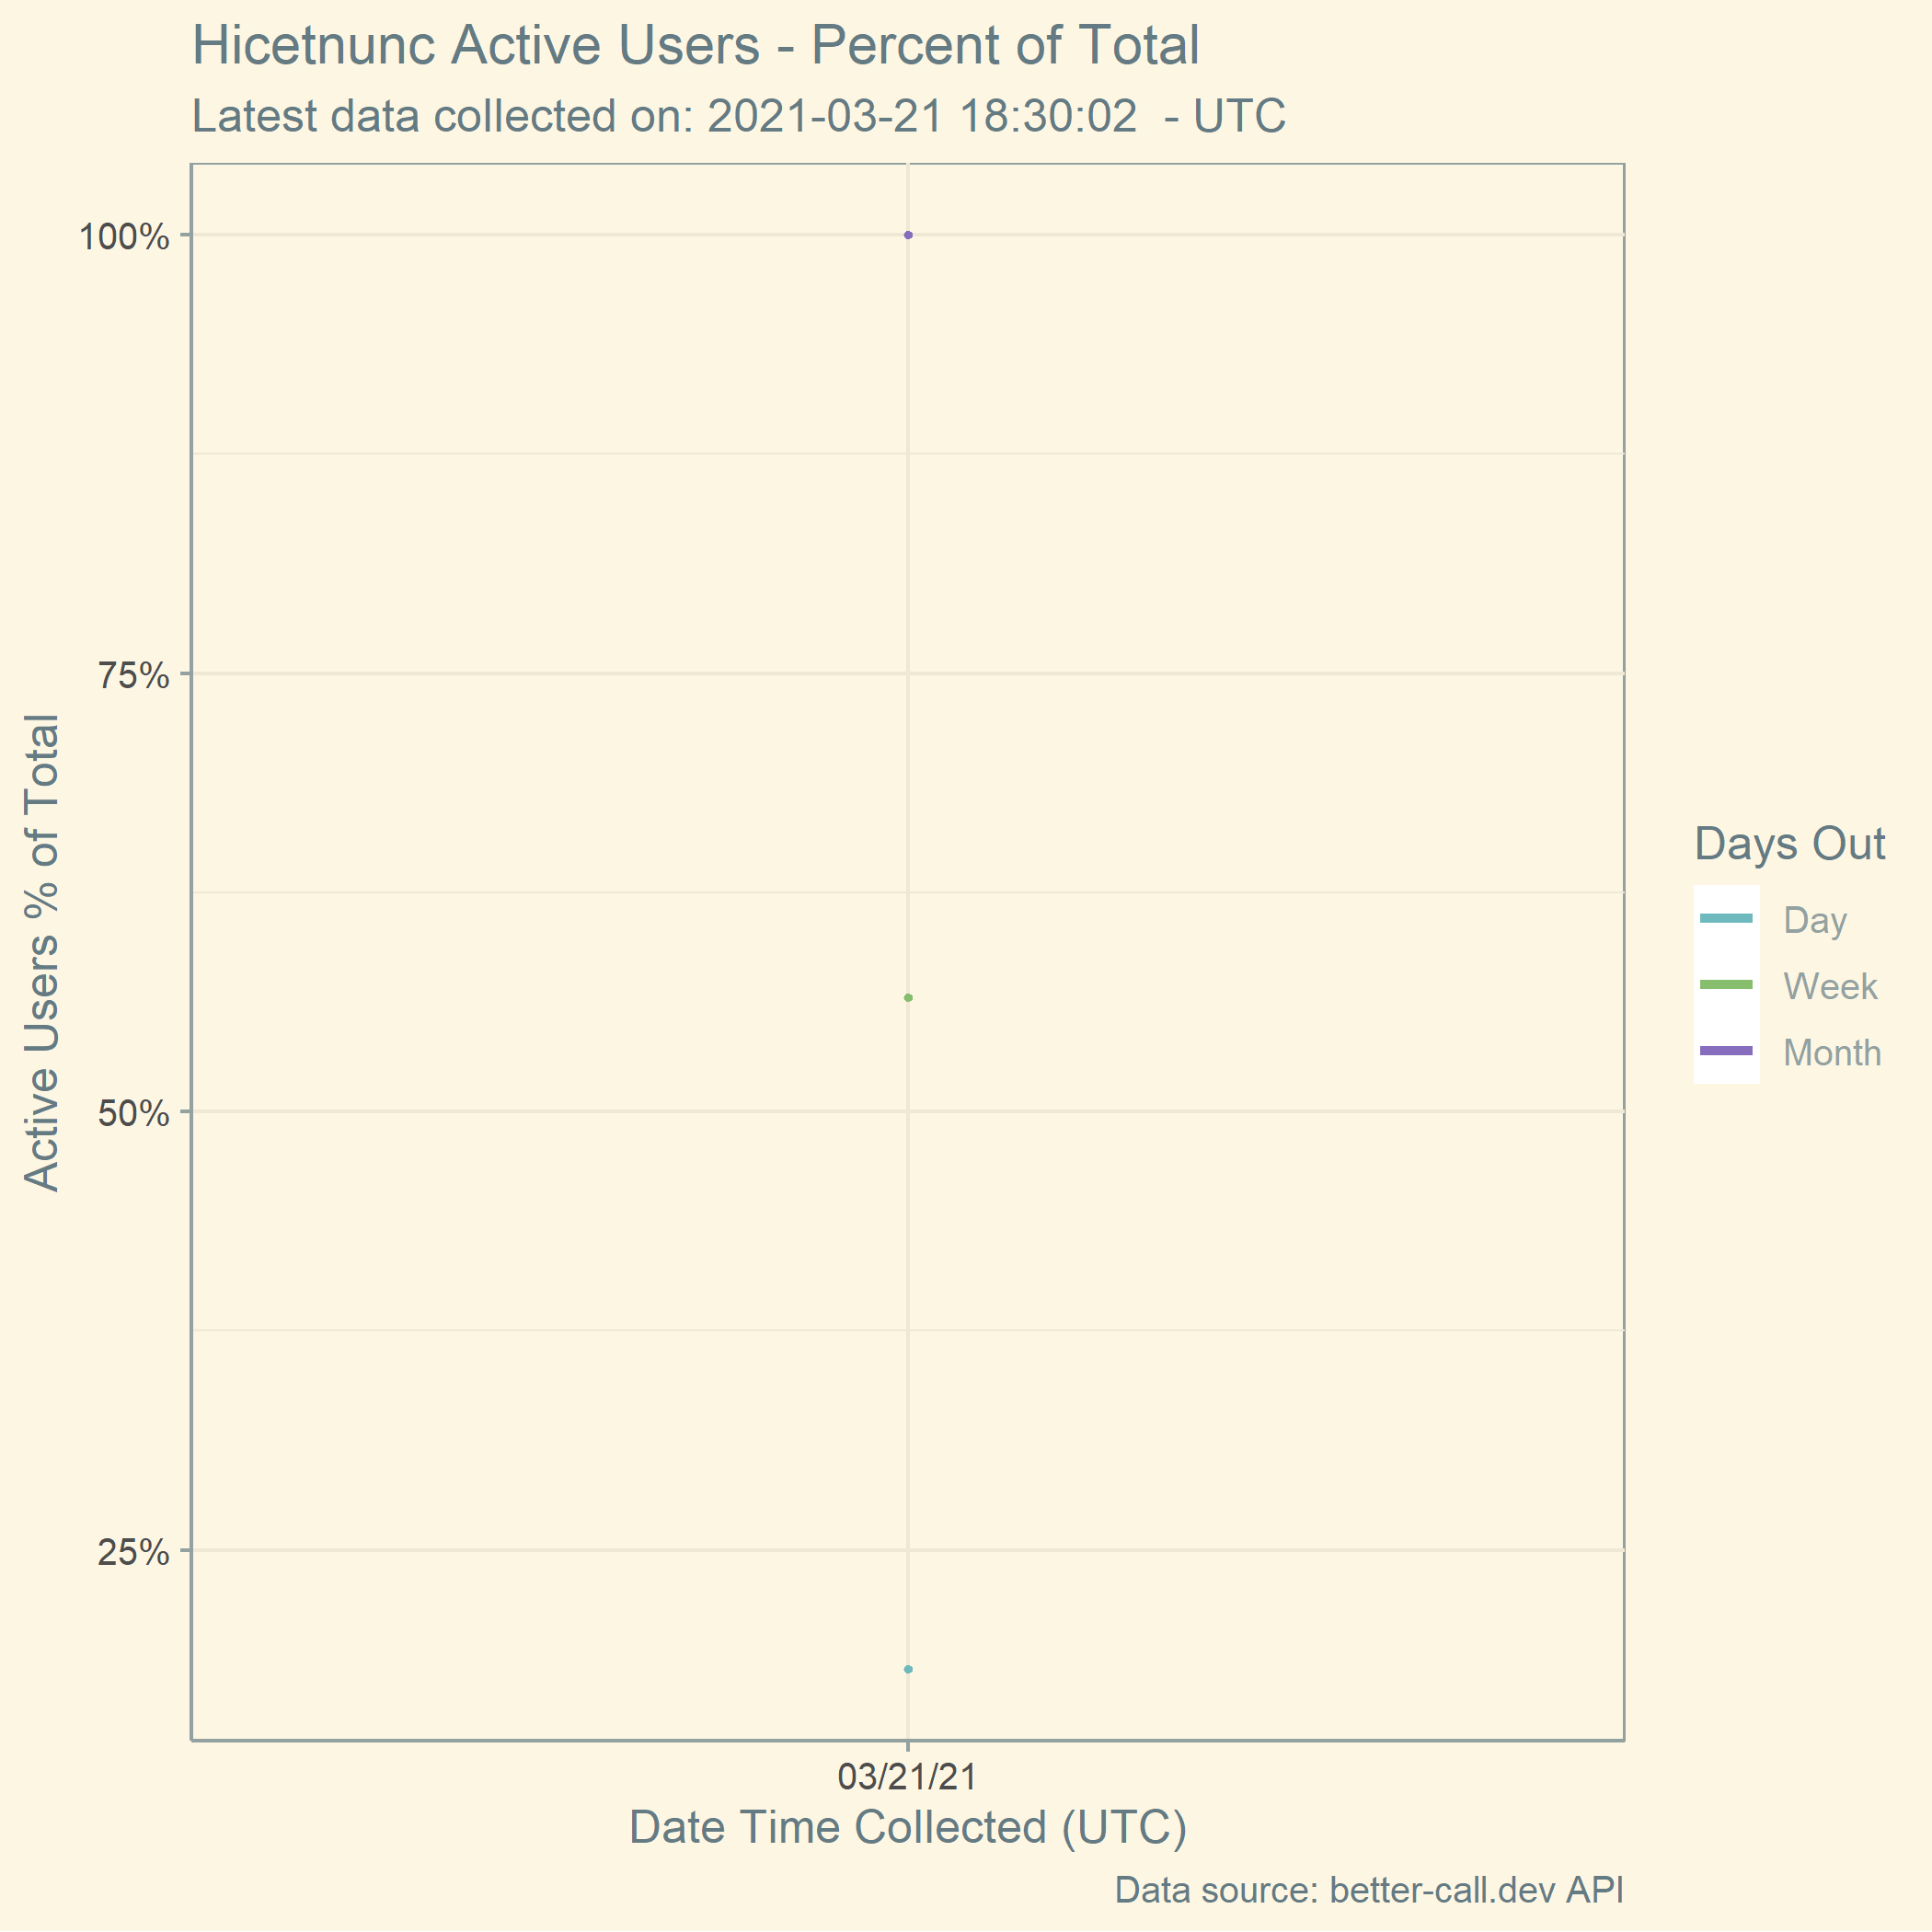 Hicetnunc Active Users - Percent of Total
Latest data collected on: 2021-03-21 18:30:02  - UTC
100%
75%
50%
25%
Active Users % of Total
03/21/21
Date Time Collected (UTC)
Days Out
Day
Week
Month
Data source: better-call.dev API